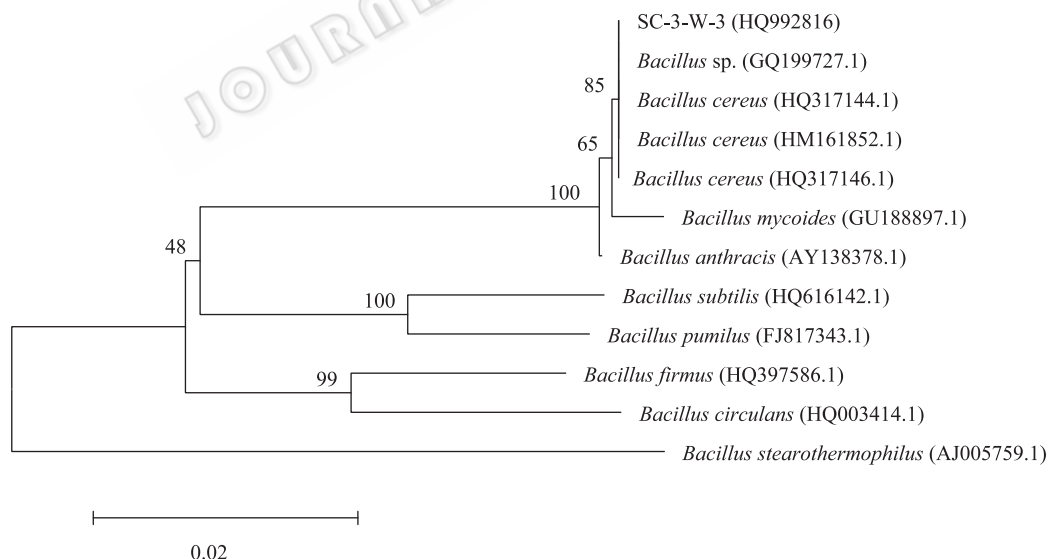 JOURNA
SC-3-W-3 (HQ992816)
Bacillus sp. (GQ199727.1)
85
Bacillus cereus (HQ317144.1)
Bacillus cereus (HM161852.1)
65
Bacillus cereus (HQ317146.1)
100
Bacillus mycoides (GU188897.1)
48
Bacillus anthracis (AY138378.1)
100
Bacillus subtilis (HQ616142.1)
Bacillus pumilus (FJ817343.1)
99
Bacillus firmus (HQ397586.1)
Bacillus circulans (HQ003414.1)
Bacillus stearothermophilus (AJ005759.1)
0.02